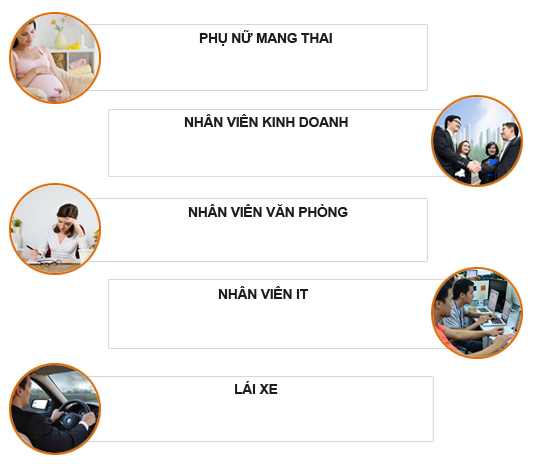 PHỤ NỮ MANG THAI
NHÂN VIÊN KINH DOANH
NHÂN VIÊN VĂN PHÒNG
NHÂN VIÊN IT
LÁI XE